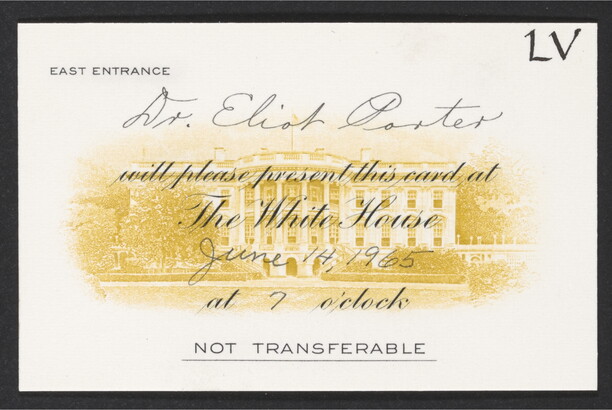 LV
EAST ENTRANCE
Dr. Eliot Porter
will please present this card at
The White House
June 14, 1965
at 7 o'clock
NOT TRANSFERABLE